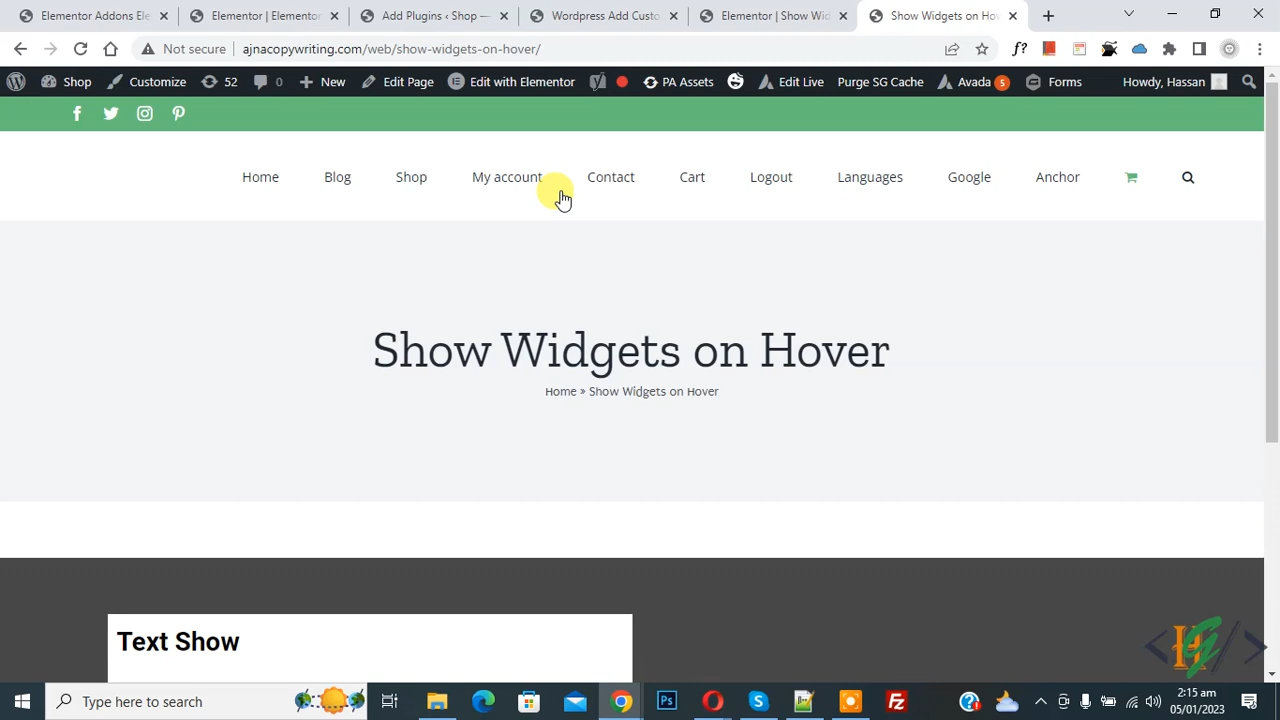 Elementor Addons Ele
Elementor | Elementor
Add Plugins ‹ Shop —
Wordpress Add Custo
Elementor | Show Wid
Show Widgets on Hov
Not secure
ajnacopywriting.com/web/show-widgets-on-hover/
f?
Shop
Customize
52
0
New
Edit Page
Edit with Elementor
PA Assets
Edit Live
Purge SG Cache
Avada 5
Forms
Howdy, Hassan
Home
Blog
Shop
My account
Contact
Cart
Logout
Languages
Google
Anchor
Show Widgets on Hover
Home » Show Widgets on Hover
Text Show
Type here to search
Ps
Fz
2:15 am
05/01/2023